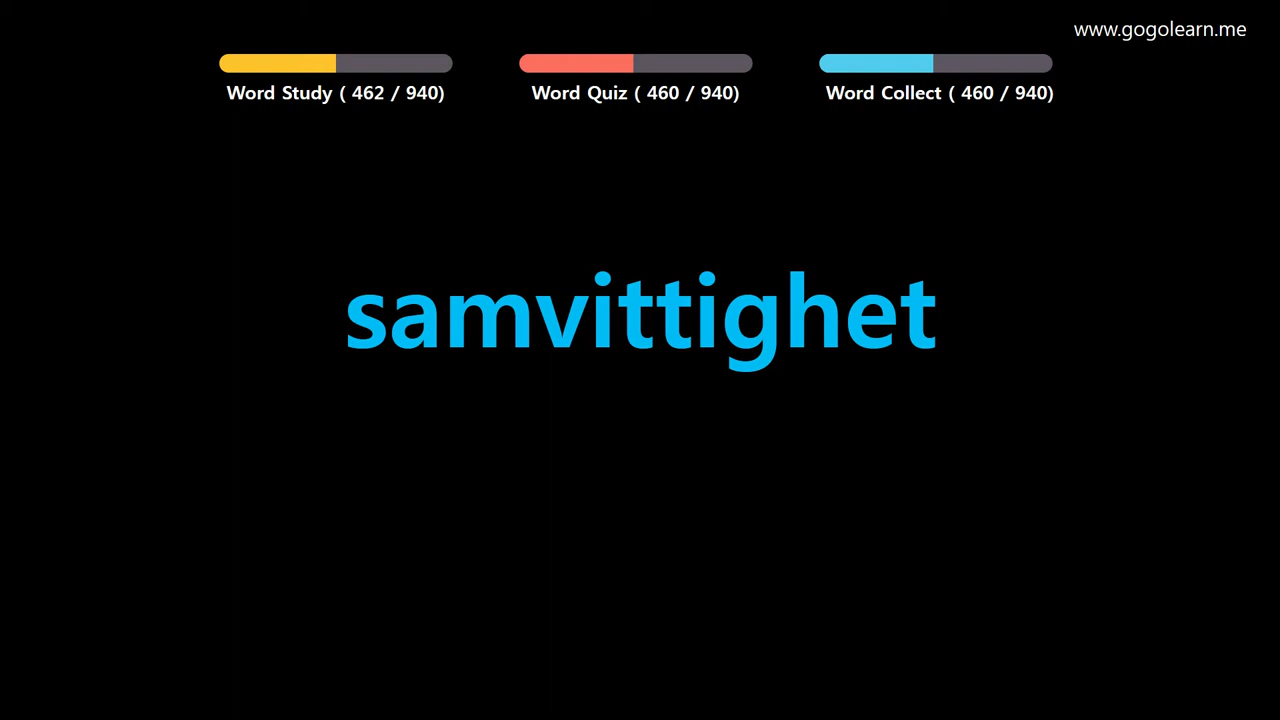 www.gogolearn.me
Word Study ( 462 / 940)
Word Quiz ( 460 / 940)
Word Collect ( 460 / 940)
samvittighet